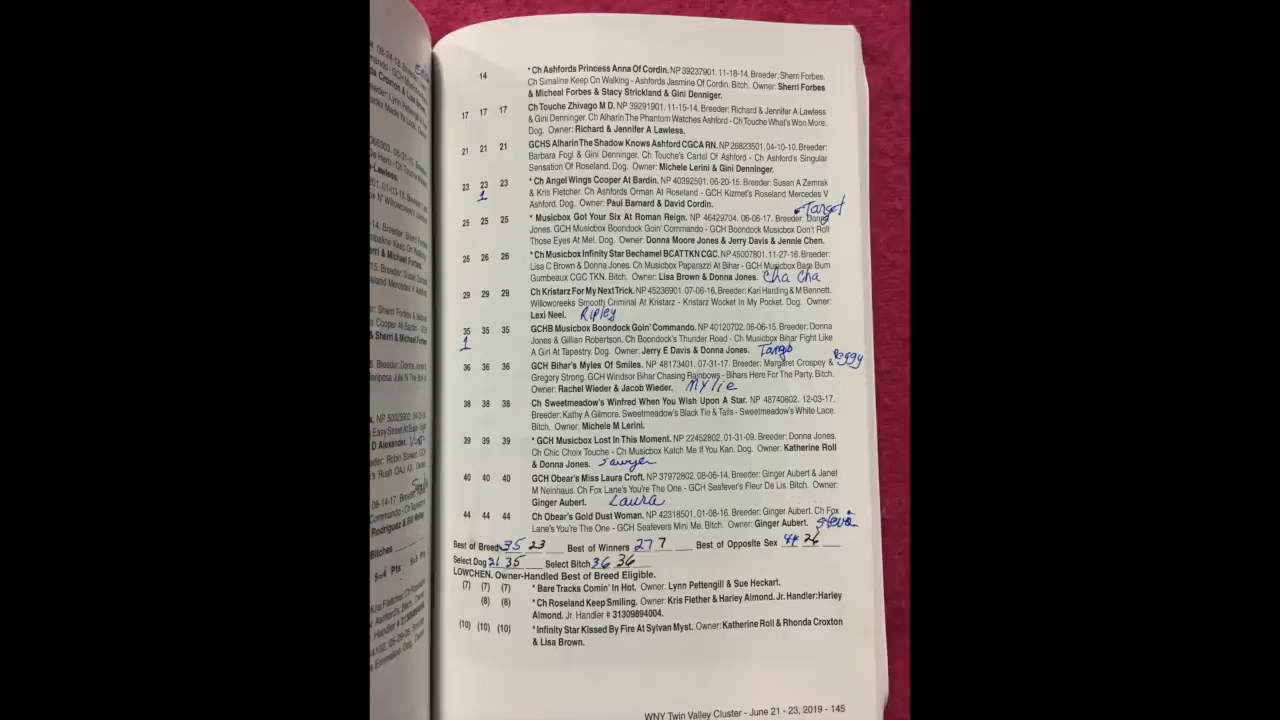 14 * Ch Ashfords Princess Anna Of Cordin. NP 39237901. 11-18-14. Breeder: Sherri Forbes.
Ch Simaline Keep On Walking - Ashfords Jasmine Of Cordin. Bitch. Owner: Sherri Forbes
& Micheal Forbes & Stacy Strickland & Gini Denniger.
17 17 17 Ch Touche Zhivago M D. NP 39291901. 11-15-14. Breeder: Richard & Jennifer A Lawless
& Gini Denninger. Ch Alharin The Phantom Watches Ashford - Ch Touche What's Won More.
Dog. Owner: Richard & Jennifer A Lawless.
21 21 21 GCHS Alharin The Shadow Knows Ashford CGCA RN. NP 26823501. 04-10-10. Breeder:
Barbara Fogl & Gini Denninger. Ch Touche's Cartel Of Ashford - Ch Ashford's Singular
Sensation Of Roseland. Dog. Owner: Michele Lerini & Gini Denninger.
23 23 23 * Ch Angel Wings Cooper At Bardin. NP 40392501. 06-20-15. Breeder: Susan A Zemrak
1 & Kris Fletcher. Ch Ashfords Orman At Roseland - GCH Kizmet's Roseland Mercedes V
Ashford. Dog. Owner: Paul Barnard & David Cordin.
Target
25 25 25 * Musicbox Got Your Six At Roman Reign. NP 46429704. 06-06-17. Breeder: Donna
Jones. GCH Musicbox Boondock Goin' Commando - GCH Boondock Musicbox Don't Roll
Those Eyes At Me!. Dog. Owner: Donna Moore Jones & Jerry Davis & Jennie Chen.
26 26 26 * Ch Musicbox Infinity Star Bechamel BCAT TKN CGC. NP 45007801. 11-27-16. Breeder:
Lisa C Brown & Donna Jones. Ch Musicbox Paparazzi At Bihar - GCH Musicbox Bare Bum
Gumbeaux CGC TKN. Bitch. Owner: Lisa Brown & Donna Jones. Cha Cha
29 29 29 Ch Kristarz For My Next Trick. NP 45236901. 07-06-16. Breeder: Kari Harding & M Bennett.
Willowcreeks Smooth Criminal At Kristarz - Kristarz Wocket In My Pocket. Dog. Owner:
Lexi Neel. Ripley
35 35 35 GCHB Musicbox Boondock Goin' Commando. NP 40120702. 06-06-15. Breeder: Donna
1 Jones & Gillian Robertson. Ch Boondock's Thunder Road - Ch Musicbox Bihar Fight Like
A Girl At Tapestry. Dog. Owner: Jerry E Davis & Donna Jones. Tango
36 36 36 GCH Bihar's Myles Of Smiles. NP 48173401. 07-31-17. Breeder: Margaret Crospey & Peggy
Gregory Strong. GCH Windsor Bihar Chasing Rainbows - Bihars Here For The Party. Bitch.
Owner: Rachel Wieder & Jacob Wieder. Mylie
38 38 38 Ch Sweetmeadow's Winfred When You Wish Upon A Star. NP 48740802. 12-03-17.
Breeder: Kathy A Gilmore. Sweetmeadow's Black Tie & Tails - Sweetmeadow's White Lace.
Bitch. Owner: Michele M Lerini.
39 39 39 * GCH Musicbox Lost In This Moment. NP 22452802. 01-31-09. Breeder: Donna Jones.
Ch Chic Choix Touche - Ch Musicbox Katch Me If You Kan. Dog. Owner: Katherine Roll
& Donna Jones. Sawyer
40 40 40 GCH Obear's Miss Laura Croft. NP 37972802. 08-06-14. Breeder: Ginger Aubert & Janet
M Neinhaus. Ch Fox Lane's You're The One - GCH Seafever's Fleur De Lis. Bitch. Owner:
Ginger Aubert. Laura
44 44 44 Ch Obear's Gold Dust Woman. NP 42318501. 01-08-16. Breeder: Ginger Aubert. Ch Fox
Lane's You're The One - GCH Seafevers Mini Me. Bitch. Owner: Ginger Aubert. Stevie
Best of Breed 35 23 Best of Winners 27 7 Best of Opposite Sex 44 26
Select Dog 21 35 Select Bitch 36 36
LOWCHEN. Owner-Handled Best of Breed Eligible.
(7) (7) (7) * Bare Tracks Comin' In Hot. Owner: Lynn Pettengill & Sue Heckart.
(8) (8) * Ch Roseland Keep Smiling. Owner: Kris Flether & Harley Almond. Jr. Handler:Harley
Almond. Jr. Handler # 31309894004.
(10) (10) (10) * Infinity Star Kissed By Fire At Sylvan Myst. Owner: Katherine Roll & Rhonda Croxton
& Lisa Brown.
WNY Twin Valley Cluster - June 21 - 23, 2019 - 145